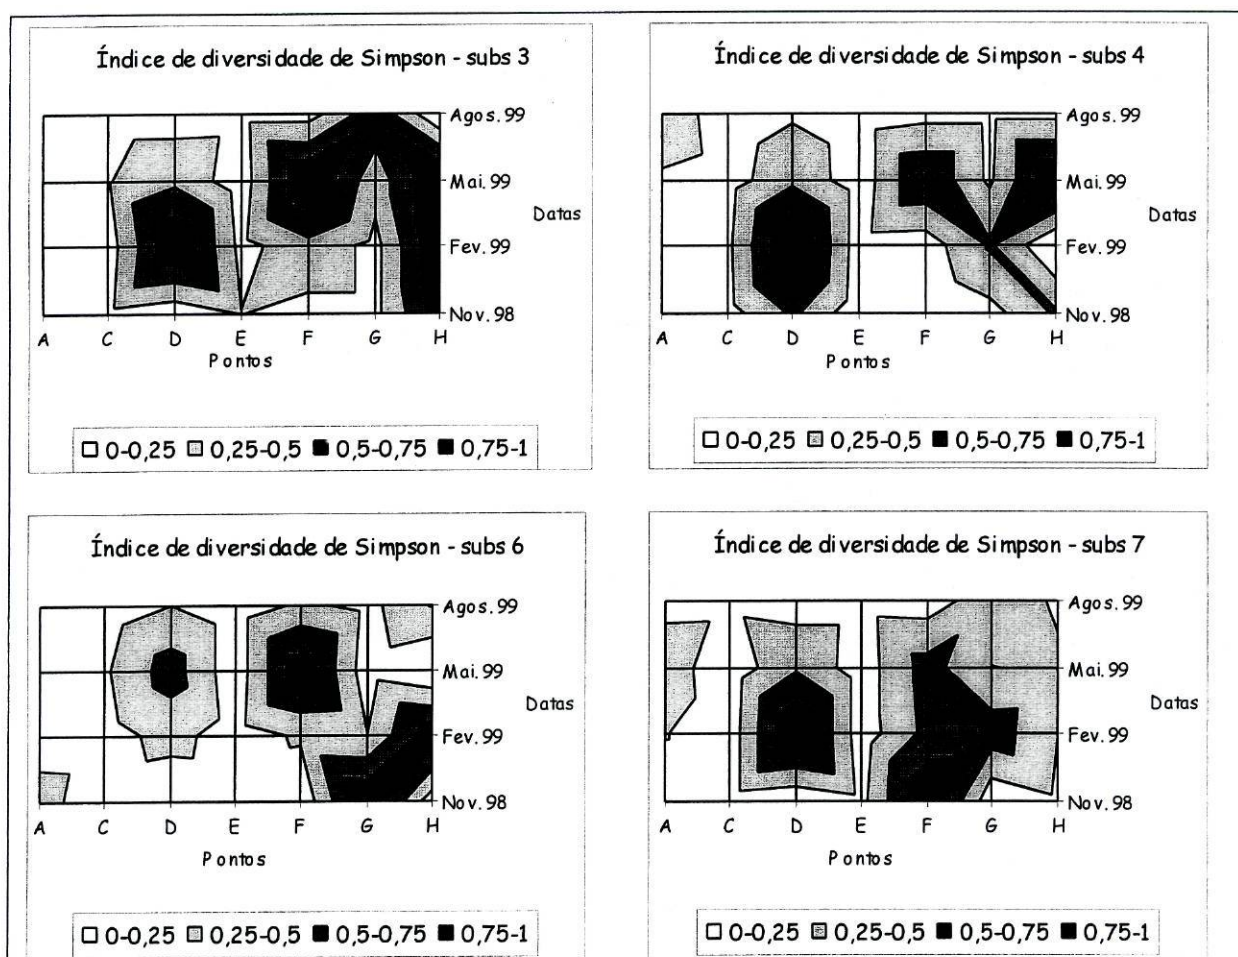 Índice de diversidade de Simpson - subs 3
Agos. 99
Mai. 99
Datas
Fev. 99
Nov. 98
A C D E F G H
Pontos
0-0,25 0,25-0,5 0,5-0,75 0,75-1
Índice de diversidade de Simpson - subs 4
Agos. 99
Mai. 99
Datas
Fev. 99
Nov. 98
A C D E F G H
Pontos
0-0,25 0,25-0,5 0,5-0,75 0,75-1
Índice de diversidade de Simpson - subs 6
Agos. 99
Mai. 99
Datas
Fev. 99
Nov. 98
A C D E F G H
Pontos
0-0,25 0,25-0,5 0,5-0,75 0,75-1
Índice de diversidade de Simpson - subs 7
Agos. 99
Mai. 99
Datas
Fev. 99
Nov. 98
A C D E F G H
Pontos
0-0,25 0,25-0,5 0,5-0,75 0,75-1